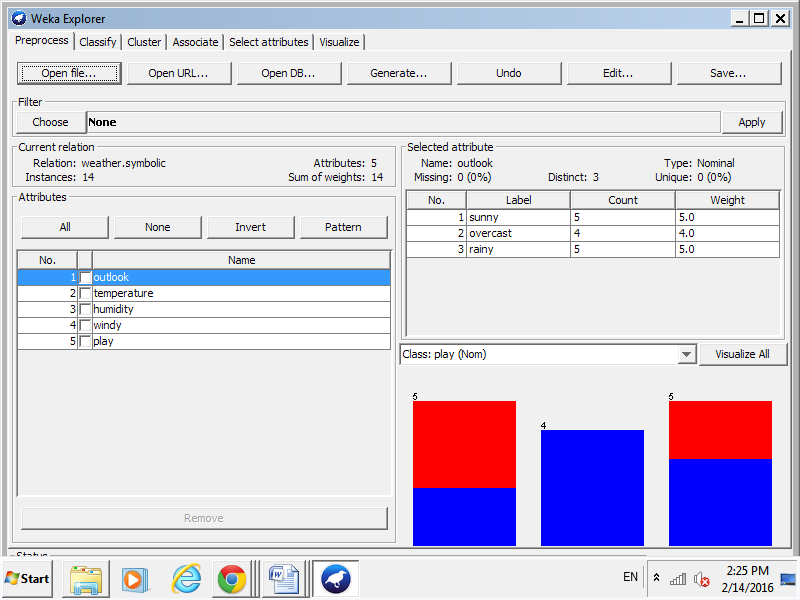 Weka Explorer
Preprocess Classify Cluster Associate Select attributes Visualize
Open file... Open URL... Open DB... Generate... Undo Edit... Save...
Filter
Choose None Apply
Current relation
Relation: weather.symbolic Attributes: 5
Instances: 14 Sum of weights: 14
Attributes
All None Invert Pattern
No. Name
1 outlook
2 temperature
3 humidity
4 windy
5 play
Remove
Selected attribute
Name: outlook Type: Nominal
Missing: 0 (0%) Distinct: 3 Unique: 0 (0%)
No. Label Count Weight
1 sunny 5 5.0
2 overcast 4 4.0
3 rainy 5 5.0
Class: play (Nom) Visualize All
5 4 5
Status
Start EN 2:25 PM
2/14/2016